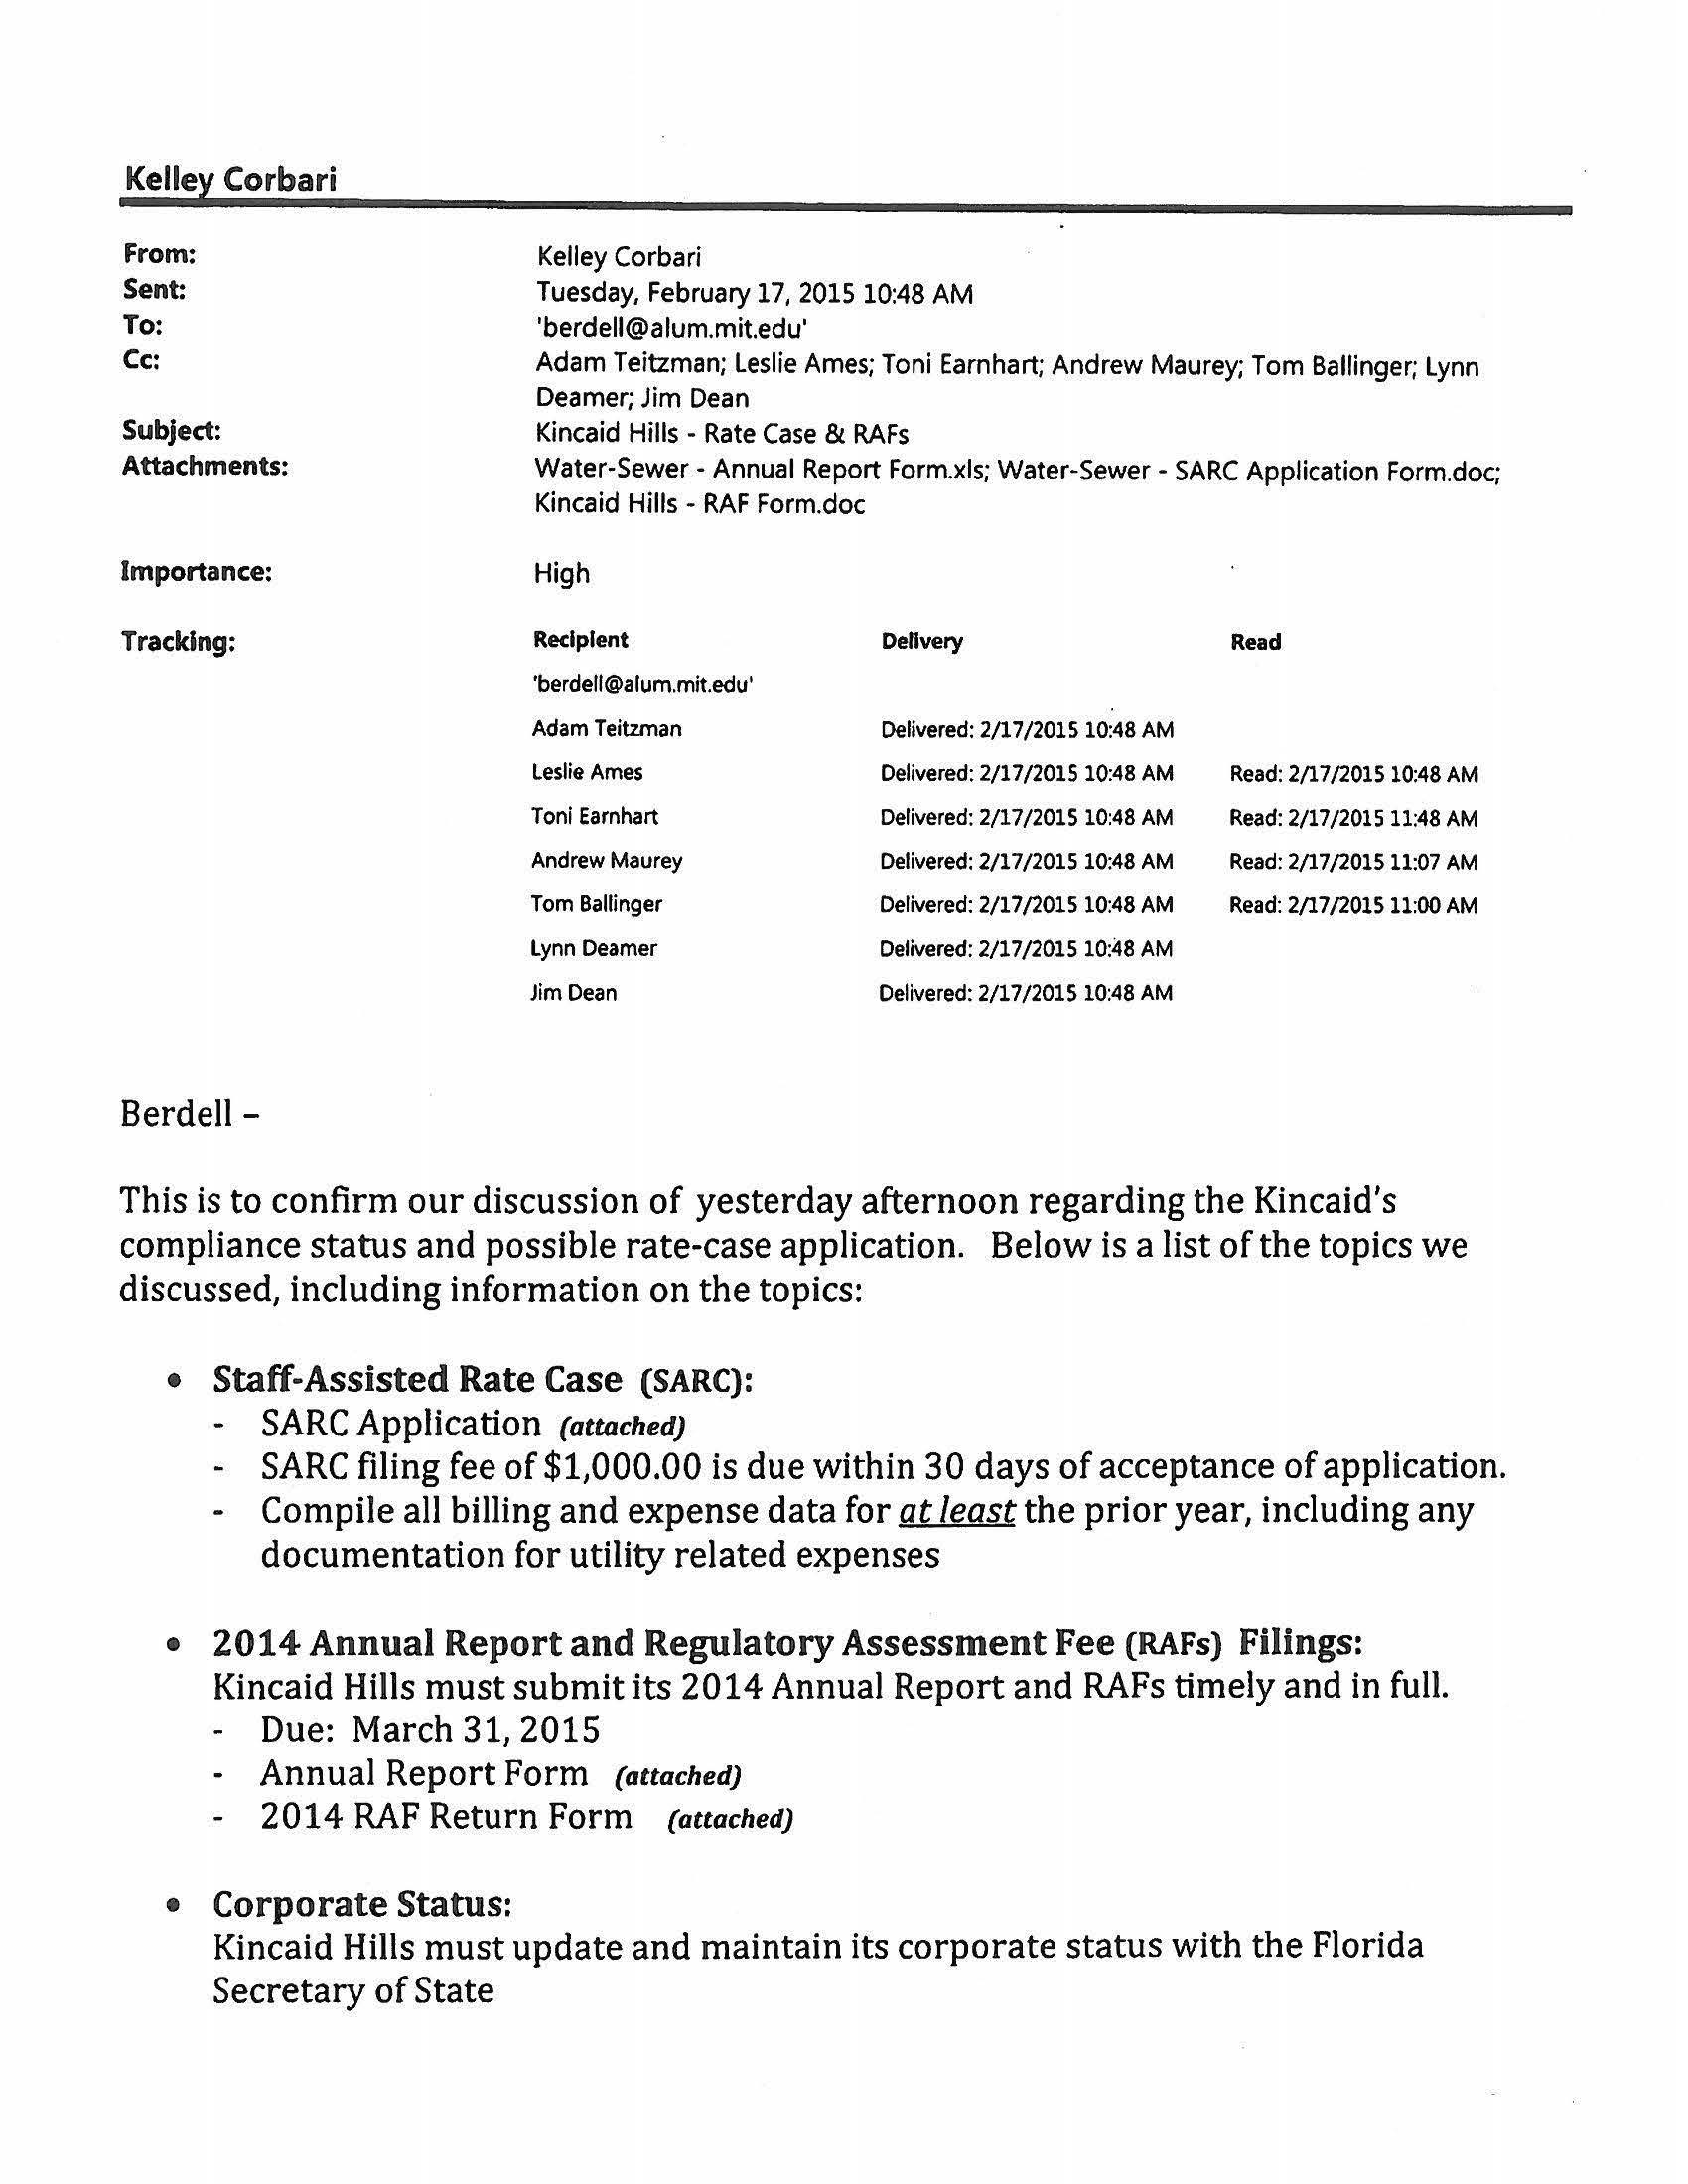 Kelley Corbari
From: Kelley Corbari
Sent: Tuesday, February 17, 2015 10:48 AM
To: 'berdell@alum.mit.edu'
Cc: Adam Teitzman; Leslie Ames; Toni Earnhart; Andrew Maurey; Tom Ballinger; Lynn
Deamer; Jim Dean
Subject: Kincaid Hills - Rate Case & RAFs
Attachments: Water-Sewer - Annual Report Form.xls; Water-Sewer - SARC Application Form.doc;
Kincaid Hills - RAF Form.doc
Importance: High
Tracking: Recipient Delivery Read
'berdell@alum.mit.edu'
Adam Teitzman Delivered: 2/17/2015 10:48 AM
Leslie Ames Delivered: 2/17/2015 10:48 AM Read: 2/17/2015 10:48 AM
Toni Earnhart Delivered: 2/17/2015 10:48 AM Read: 2/17/2015 11:48 AM
Andrew Maurey Delivered: 2/17/2015 10:48 AM Read: 2/17/2015 11:07 AM
Tom Ballinger Delivered: 2/17/2015 10:48 AM Read: 2/17/2015 11:00 AM
Lynn Deamer Delivered: 2/17/2015 10:48 AM
Jim Dean Delivered: 2/17/2015 10:48 AM
Berdell –
This is to confirm our discussion of yesterday afternoon regarding the Kincaid's
compliance status and possible rate-case application. Below is a list of the topics we
discussed, including information on the topics:
• Staff-Assisted Rate Case (SARC):
- SARC Application (attached)
- SARC filing fee of $1,000.00 is due within 30 days of acceptance of application.
- Compile all billing and expense data for at least the prior year, including any
documentation for utility related expenses
• 2014 Annual Report and Regulatory Assessment Fee (RAFs) Filings:
Kincaid Hills must submit its 2014 Annual Report and RAFs timely and in full.
- Due: March 31, 2015
- Annual Report Form (attached)
- 2014 RAF Return Form (attached)
• Corporate Status:
Kincaid Hills must update and maintain its corporate status with the Florida
Secretary of State